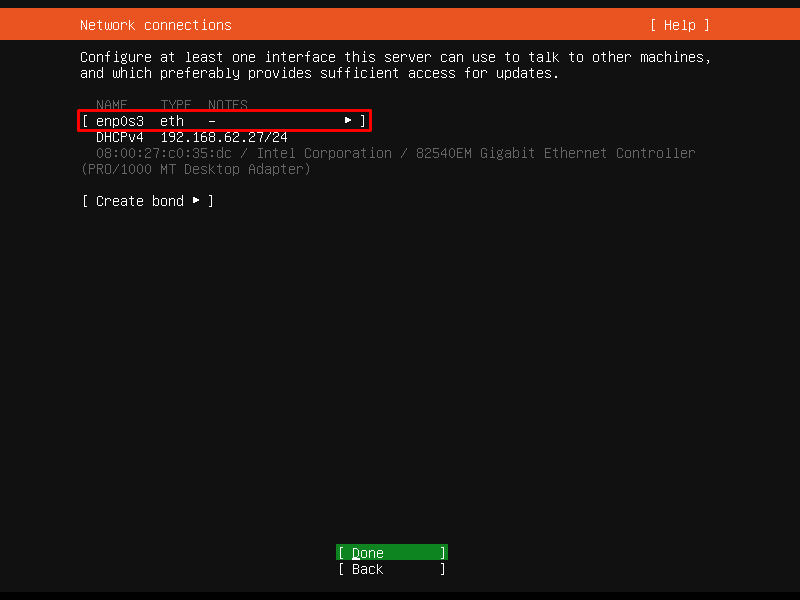 Network connections [ Help ]
Configure at least one interface this server can use to talk to other machines,
and which preferably provides sufficient access for updates.
NAME TYPE NOTES
[ enp0s3 eth – ▸ ]
DHCPv4 192.168.62.27/24
08:00:27:c0:35:dc / Intel Corporation / 82540EM Gigabit Ethernet Controller
(PRO/1000 MT Desktop Adapter)
[ Create bond ▸ ]
[ Done ]
[ Back ]